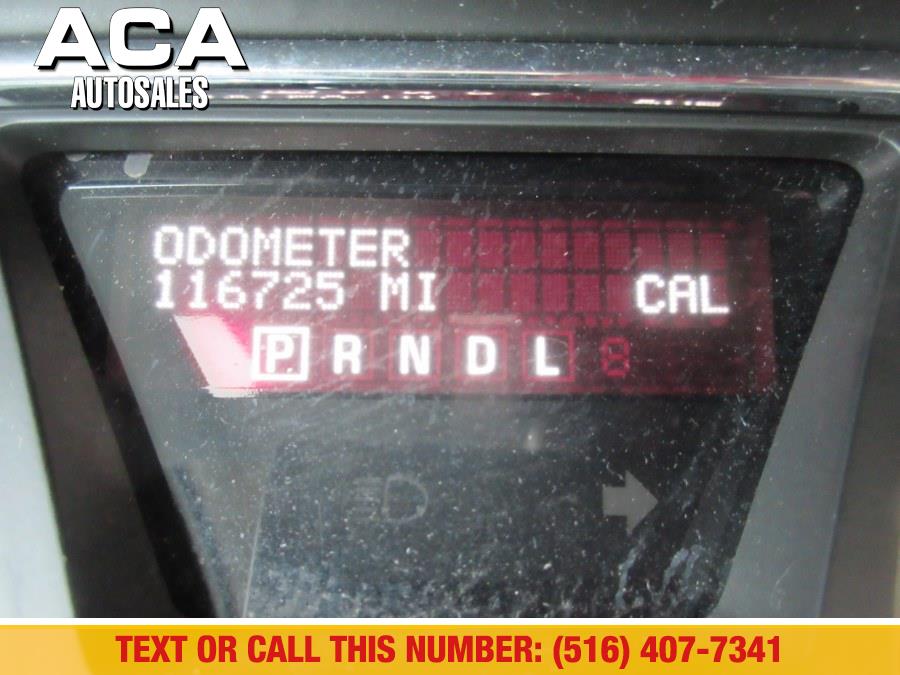 ACA
AUTOSALES
ODOMETER
116725 MI CAL
P R N D L 8
TEXT OR CALL THIS NUMBER: (516) 407-7341